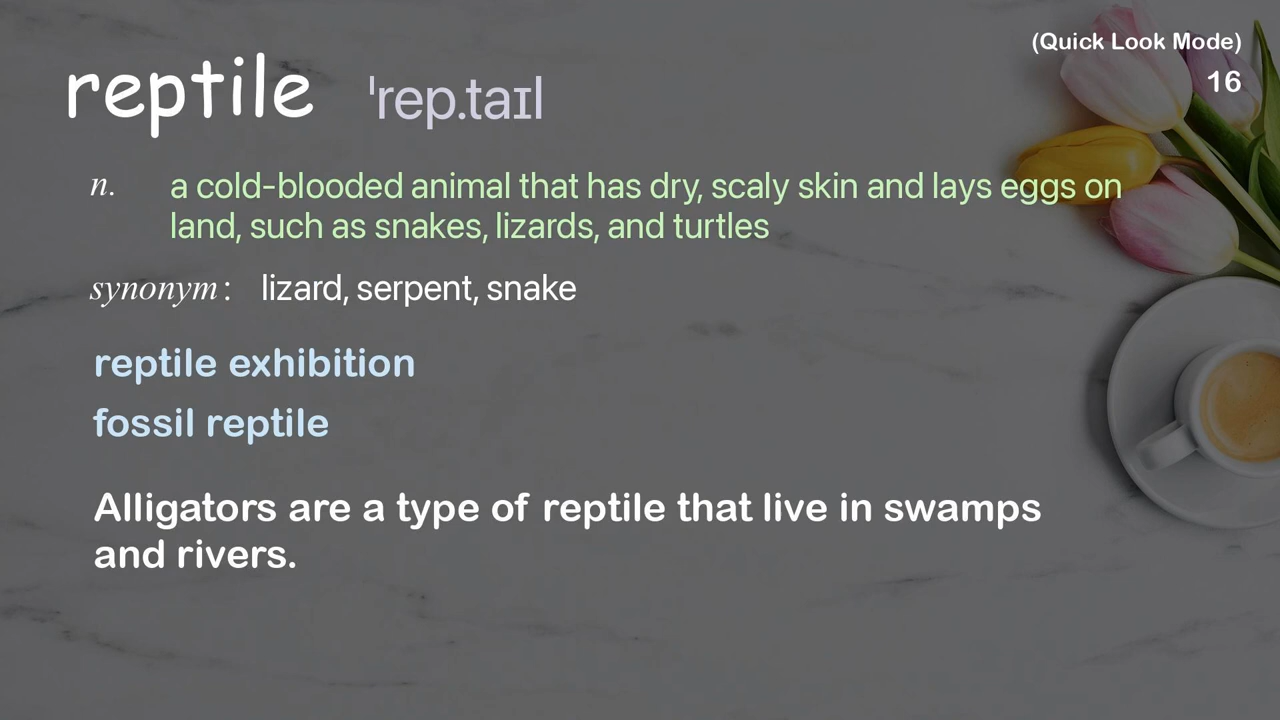 (Quick Look Mode)
16
reptile ˈrep.taɪl
n. a cold-blooded animal that has dry, scaly skin and lays eggs on
land, such as snakes, lizards, and turtles
synonym: lizard, serpent, snake
reptile exhibition
fossil reptile
Alligators are a type of reptile that live in swamps
and rivers.